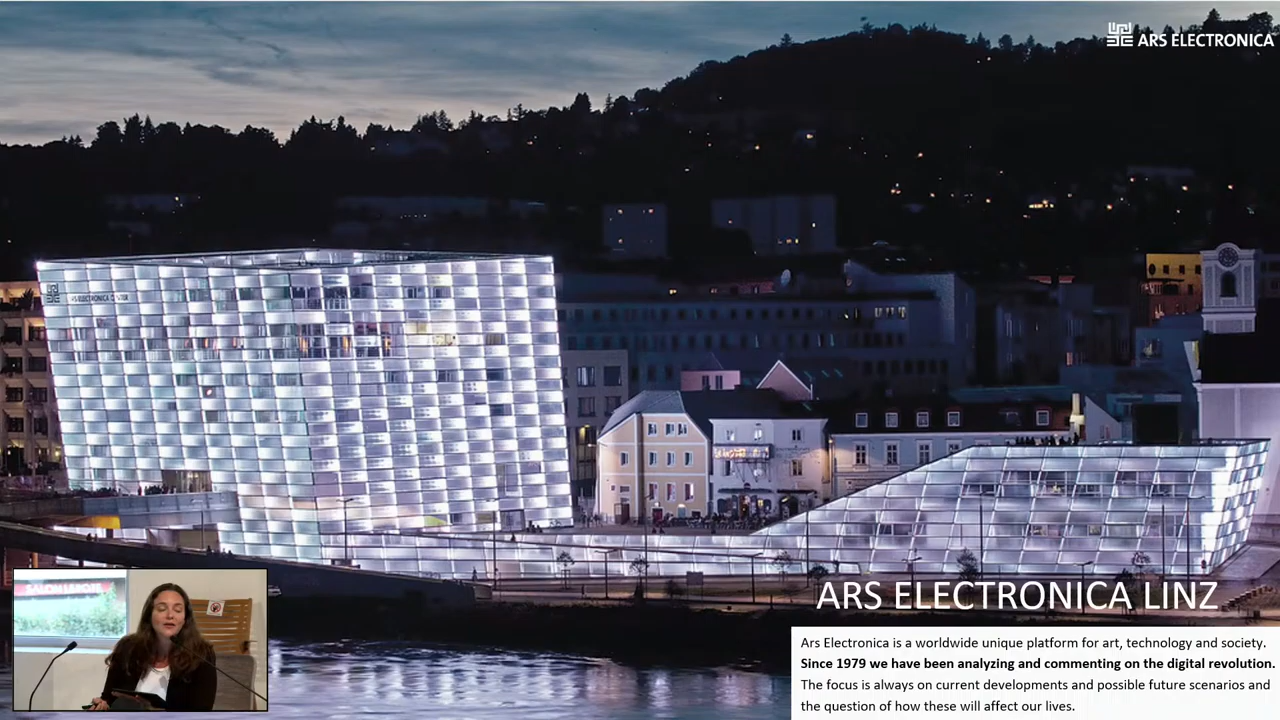 ARS ELECTRONICA
ARS ELECTRONICA LINZ
Ars Electronica is a worldwide unique platform for art, technology and society.
Since 1979 we have been analyzing and commenting on the digital revolution.
The focus is always on current developments and possible future scenarios and
the question of how these will affect our lives.